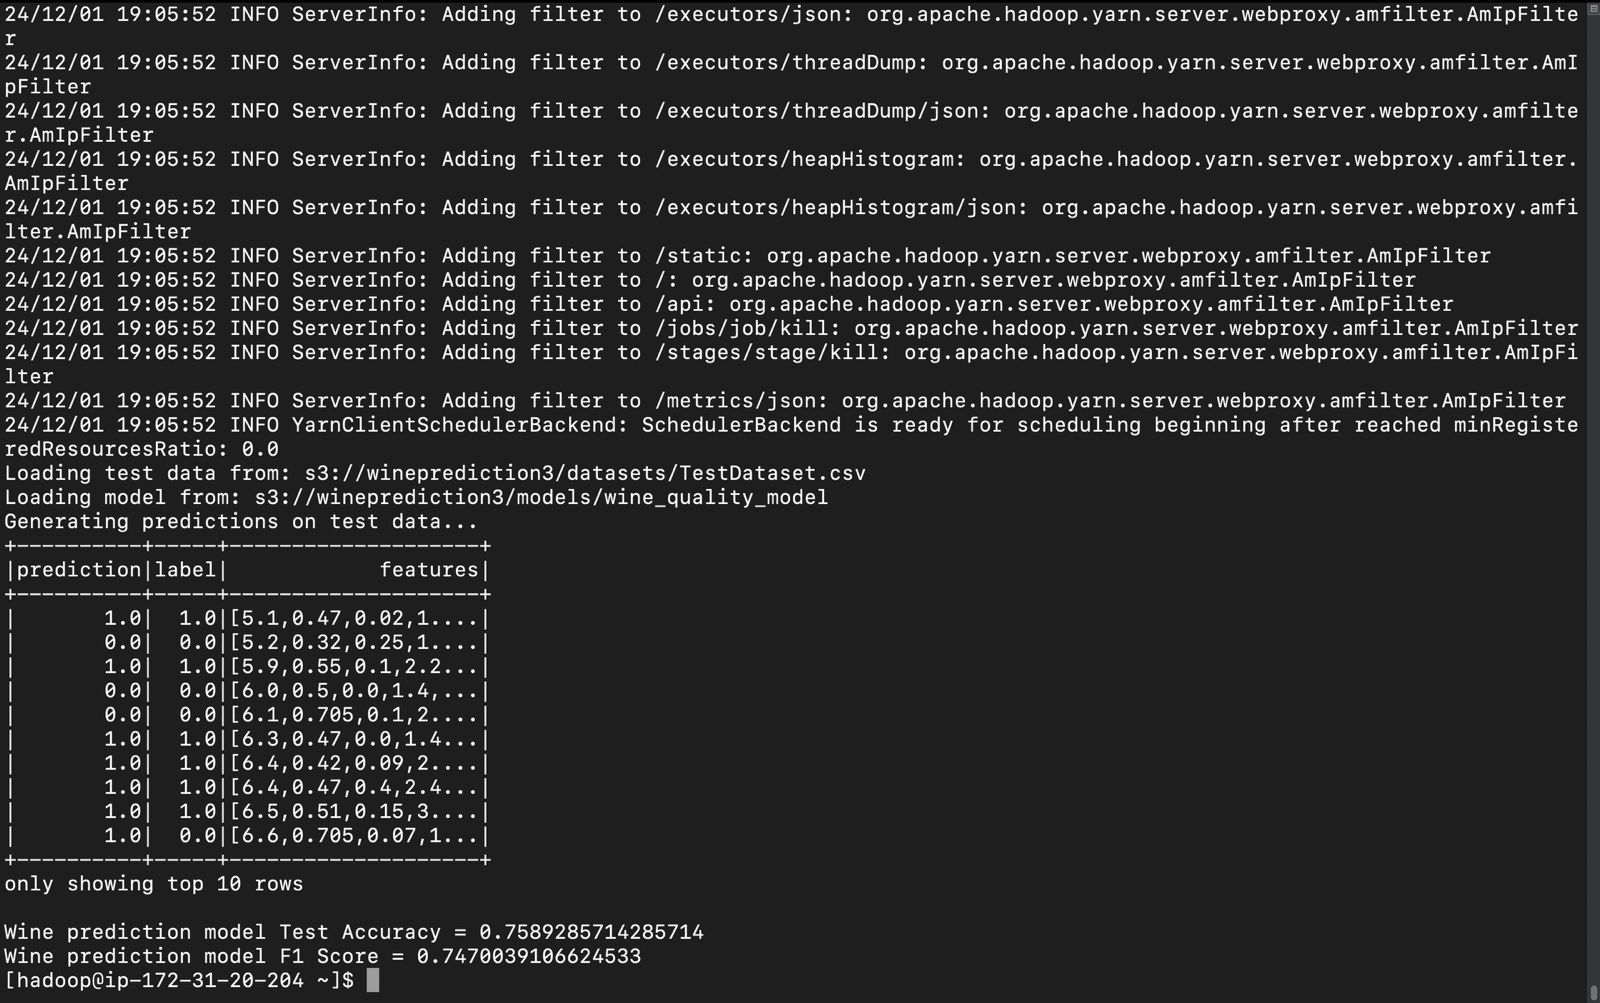 24/12/01 19:05:52 INFO ServerInfo: Adding filter to /executors/json: org.apache.hadoop.yarn.server.webproxy.amfilter.AmIpFilte
r
24/12/01 19:05:52 INFO ServerInfo: Adding filter to /executors/threadDump: org.apache.hadoop.yarn.server.webproxy.amfilter.AmI
pFilter
24/12/01 19:05:52 INFO ServerInfo: Adding filter to /executors/threadDump/json: org.apache.hadoop.yarn.server.webproxy.amfilte
r.AmIpFilter
24/12/01 19:05:52 INFO ServerInfo: Adding filter to /executors/heapHistogram: org.apache.hadoop.yarn.server.webproxy.amfilter.
AmIpFilter
24/12/01 19:05:52 INFO ServerInfo: Adding filter to /executors/heapHistogram/json: org.apache.hadoop.yarn.server.webproxy.amfi
lter.AmIpFilter
24/12/01 19:05:52 INFO ServerInfo: Adding filter to /static: org.apache.hadoop.yarn.server.webproxy.amfilter.AmIpFilter
24/12/01 19:05:52 INFO ServerInfo: Adding filter to /: org.apache.hadoop.yarn.server.webproxy.amfilter.AmIpFilter
24/12/01 19:05:52 INFO ServerInfo: Adding filter to /api: org.apache.hadoop.yarn.server.webproxy.amfilter.AmIpFilter
24/12/01 19:05:52 INFO ServerInfo: Adding filter to /jobs/job/kill: org.apache.hadoop.yarn.server.webproxy.amfilter.AmIpFilter
24/12/01 19:05:52 INFO ServerInfo: Adding filter to /stages/stage/kill: org.apache.hadoop.yarn.server.webproxy.amfilter.AmIpFi
lter
24/12/01 19:05:52 INFO ServerInfo: Adding filter to /metrics/json: org.apache.hadoop.yarn.server.webproxy.amfilter.AmIpFilter
24/12/01 19:05:52 INFO YarnClientSchedulerBackend: SchedulerBackend is ready for scheduling beginning after reached minRegiste
redResourcesRatio: 0.0
Loading test data from: s3://wineprediction3/datasets/TestDataset.csv
Loading model from: s3://wineprediction3/models/wine_quality_model
Generating predictions on test data...
+----------+-----+--------------------+
|prediction|label|            features|
+----------+-----+--------------------+
|       1.0|  1.0|[5.1,0.47,0.02,1....|
|       0.0|  0.0|[5.2,0.32,0.25,1....|
|       1.0|  1.0|[5.9,0.55,0.1,2.2...|
|       0.0|  0.0|[6.0,0.5,0.0,1.4,...|
|       0.0|  0.0|[6.1,0.705,0.1,2....|
|       1.0|  1.0|[6.3,0.47,0.0,1.4...|
|       1.0|  1.0|[6.4,0.42,0.09,2....|
|       1.0|  1.0|[6.4,0.47,0.4,2.4...|
|       1.0|  1.0|[6.5,0.51,0.15,3....|
|       1.0|  0.0|[6.6,0.705,0.07,1...|
+----------+-----+--------------------+
only showing top 10 rows

Wine prediction model Test Accuracy = 0.7589285714285714
Wine prediction model F1 Score = 0.7470039106624533
[hadoop@ip-172-31-20-204 ~]$